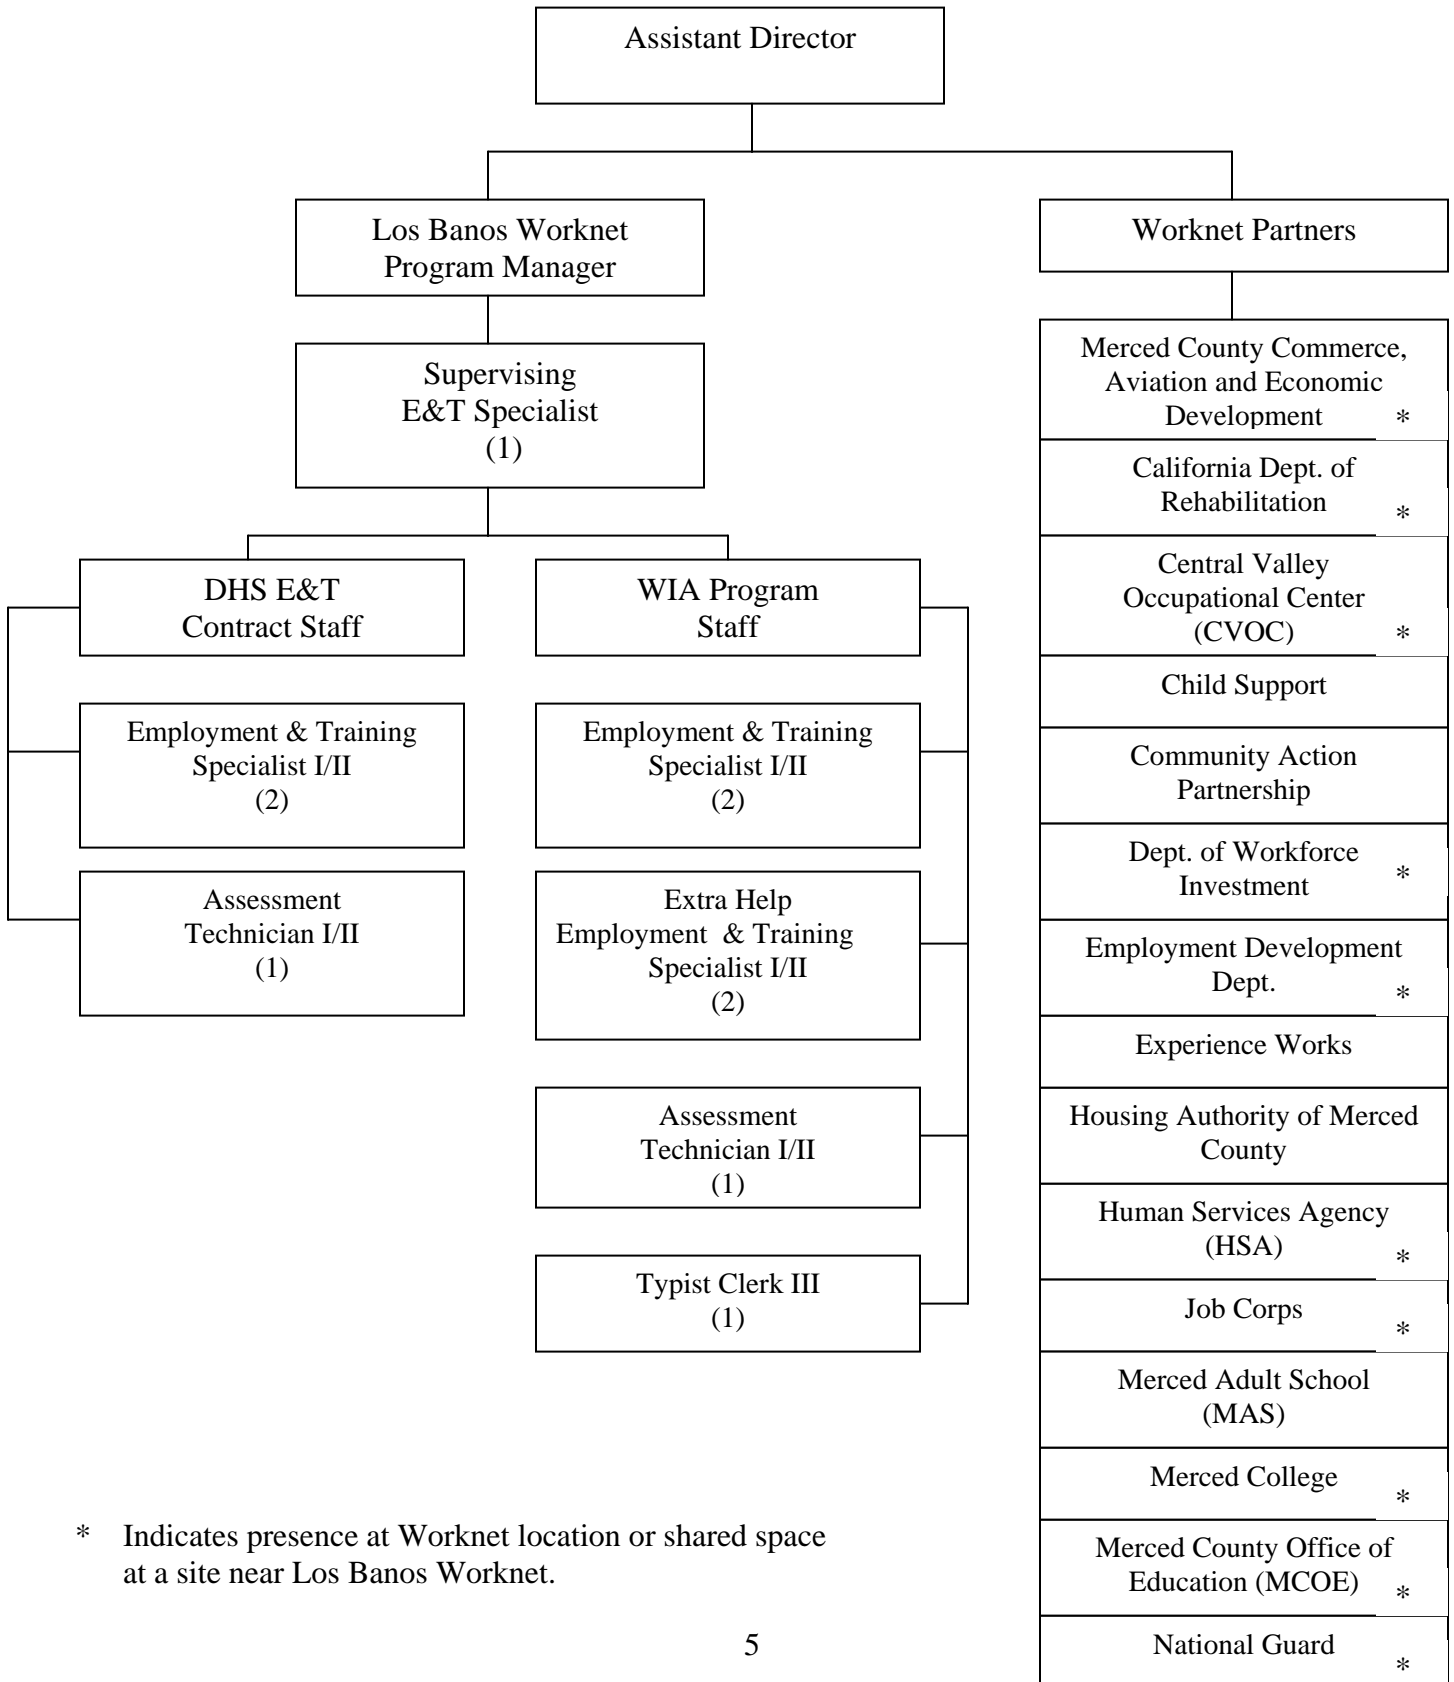 Assistant Director
Los Banos Worknet
Program Manager
Worknet Partners
Supervising
E&T Specialist
(1)
DHS E&T
Contract Staff
WIA Program
Staff
Employment & Training
Specialist I/II
(2)
Employment & Training
Specialist I/II
(2)
Assessment
Technician I/II
(1)
Extra Help
Employment & Training
Specialist I/II
(2)
Assessment
Technician I/II
(1)
Typist Clerk III
(1)
Merced County Commerce,
Aviation and Economic
Development *
California Dept. of
Rehabilitation *
Central Valley
Occupational Center
(CVOC) *
Child Support
Community Action
Partnership
Dept. of Workforce
Investment *
Employment Development
Dept. *
Experience Works
Housing Authority of Merced
County
Human Services Agency
(HSA) *
Job Corps *
Merced Adult School
(MAS)
Merced College *
Merced County Office of
Education (MCOE) *
National Guard *
* Indicates presence at Worknet location or shared space
at a site near Los Banos Worknet.
5